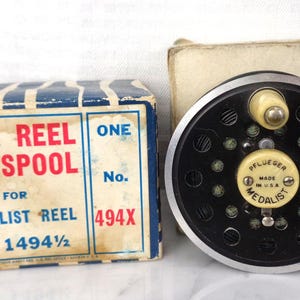 REEL
SPOOL
FOR
LIST REEL
1494½
ONE
No.
494X
PFLUEGER
MADE
IN U.S.A
MEDALIST